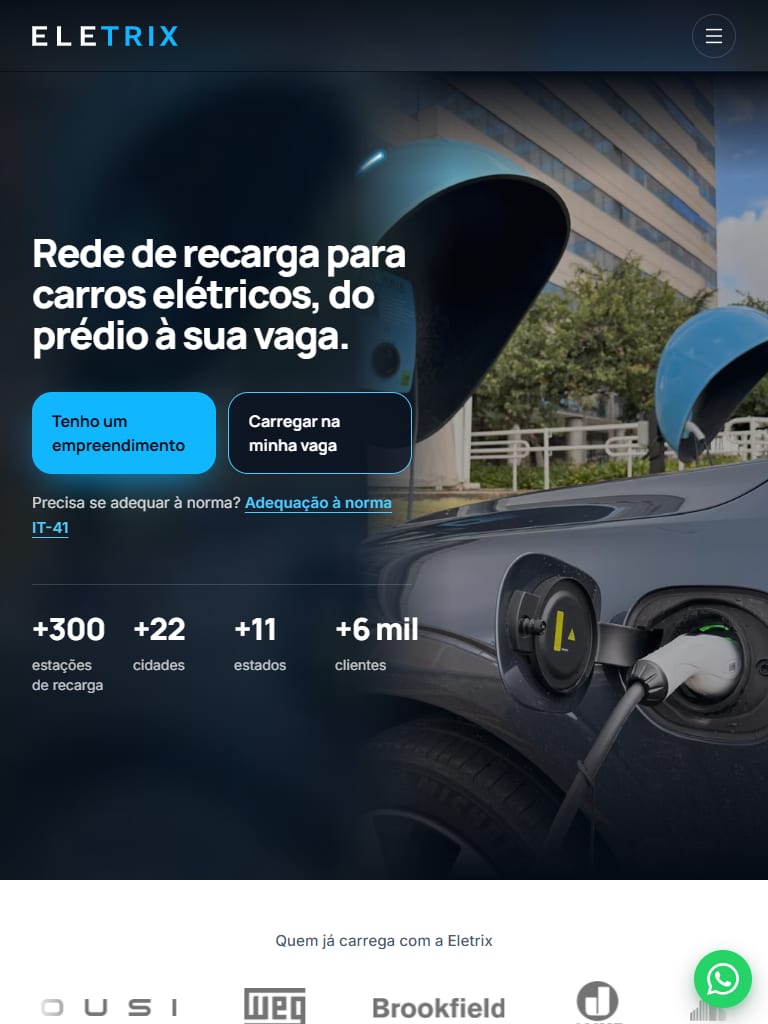 ELETRIX
Rede de recarga para
carros elétricos, do
prédio à sua vaga.
Tenho um
empreendimento
Carregar na
minha vaga
Precisa se adequar à norma? Adequação à norma
IT-41
+300 +22 +11 +6 mil
estações cidades estados clientes
de recarga
Quem já carrega com a Eletrix
OUSI weg Brookfield